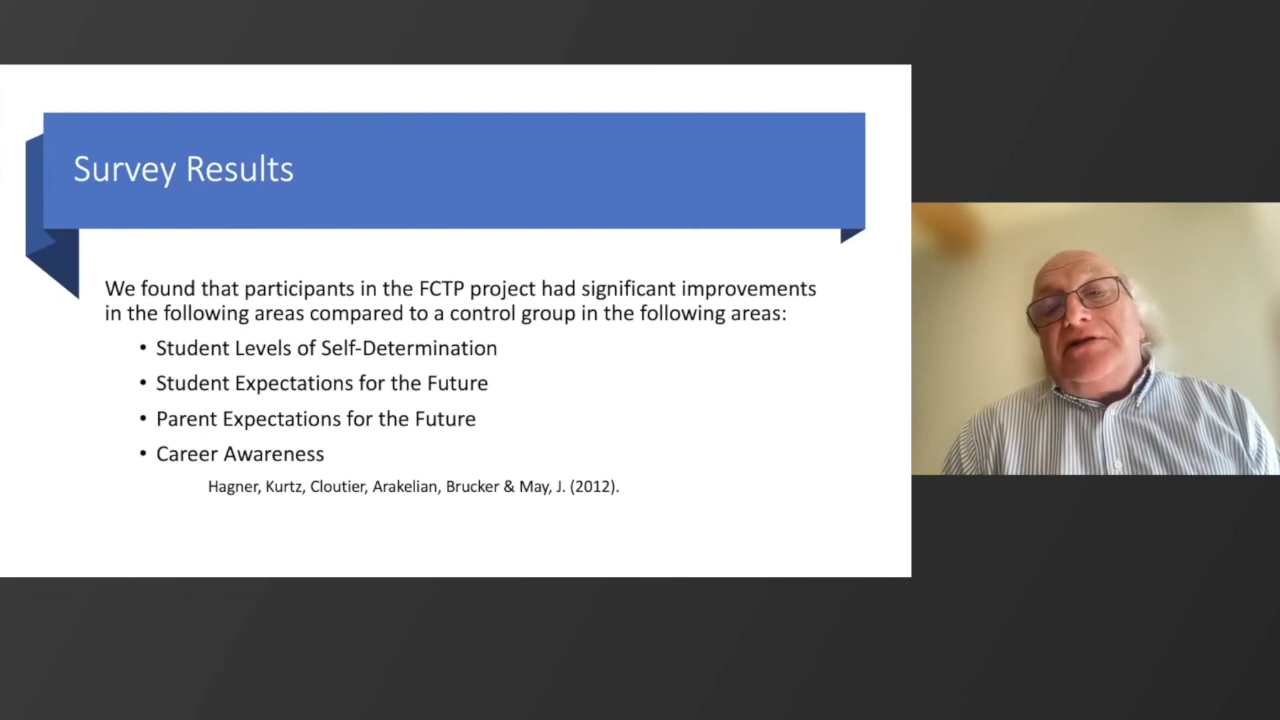 Survey Results
We found that participants in the FCTP project had significant improvements
in the following areas compared to a control group in the following areas:
• Student Levels of Self-Determination
• Student Expectations for the Future
• Parent Expectations for the Future
• Career Awareness
Hagner, Kurtz, Cloutier, Arakelian, Brucker & May, J. (2012).